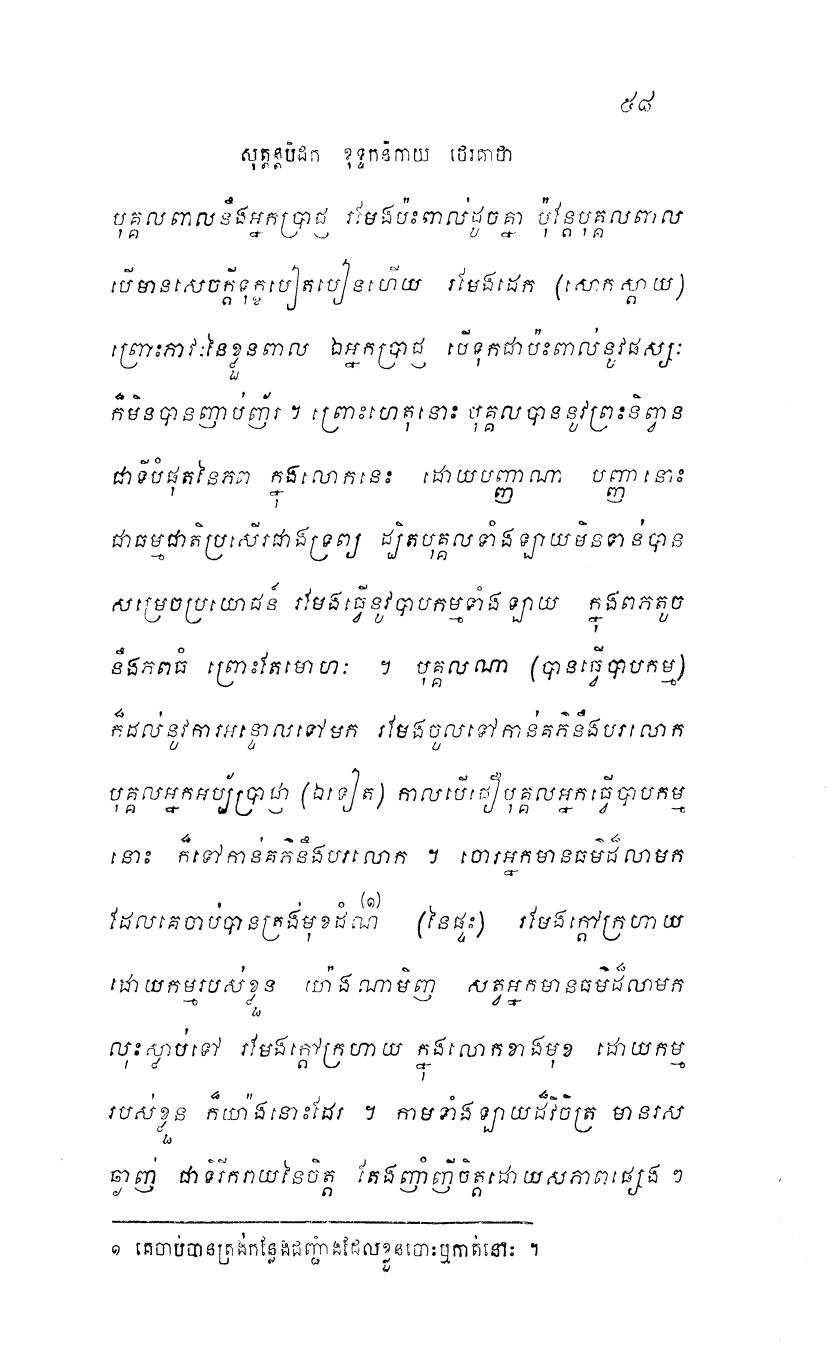 ៥៨
សុត្តន្តបិដក ខុទ្ទកនិកាយ ថេរគាថា
បុគ្គលពាលនឹងអ្នកប្រាជ្ញ រមែងប៉ះពាល់ដូចគ្នា ប៉ុន្តែបុគ្គលពាល
បើមានសេចក្តីទុក្ខបៀតបៀនហើយ រមែងដេក (សោកស្តាយ)
ព្រោះភាវៈនៃខ្លួនពាល ឯអ្នកប្រាជ្ញ បើទុកជាប៉ះពាល់នូវផស្សៈ
ក៏មិនបានញាប់ញ័រ ។ ព្រោះហេតុនោះ បុគ្គលបាននូវព្រះនិព្វាន
ជាទីបំផុតនៃភព ក្នុងលោកនេះ ដោយបញ្ញាណា បញ្ញានោះ
ជាធម្មជាតិប្រសើរជាងទ្រព្យ ដ្បិតបុគ្គលទាំងឡាយមិនទាន់បាន
សម្រេចប្រយោជន៍ រមែងធ្វើនូវបាបកម្មទាំងឡាយ ក្នុងភពតូច
នឹងភពធំ ព្រោះតែមោហៈ ។ បុគ្គលណា (បានធ្វើបាបកម្ម)
ក៏ដល់នូវការអន្ទោលទៅមក រមែងចូលទៅកាន់គភ៌នឹងបរលោក
បុគ្គលអ្នកអប្ប័ប្រាជ្ញា (ឯទៀត) កាលបើជឿបុគ្គលអ្នកធ្វើបាបកម្ម
នោះ ក៏ទៅកាន់គភ៌នឹងបរលោក ។ ចោរអ្នកមានធម៌ដ៏លាមក
ដែលគេចាប់បានត្រង់មុខដំណ(១) (នៃផ្ទះ) រមែងក្តៅក្រហាយ
ដោយកម្មរបស់ខ្លួន យ៉ាងណាមិញ សត្វអ្នកមានធម៌ដ៏លាមក
លុះស្លាប់ទៅ រមែងក្តៅក្រហាយ ក្នុងលោកខាងមុខ ដោយកម្ម
របស់ខ្លួន ក៏យ៉ាងនោះដែរ ។ កាមទាំងឡាយដ៏វិចិត្រ មានរស
ឆ្ងាញ់ ជាទីរីករាយនៃចិត្ត តែងញាំញីចិត្តដោយសភាពផ្សេង ៗ
១ គេចាប់បានត្រង់កន្លែងជញ្ជាំងដែលខ្លួនចោះឬកាត់នោះ ។